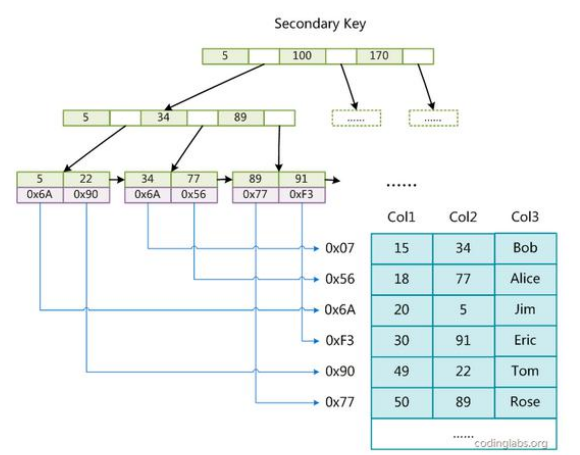 Secondary Key
5 100 170
5 34 89
...... ......
5 22 34 77 89 91
0x6A 0x90 0x6A 0x56 0x77 0xF3
......
Col1 Col2 Col3
0x07 15 34 Bob
0x56 18 77 Alice
0x6A 20 5 Jim
0xF3 30 91 Eric
0x90 49 22 Tom
0x77 50 89 Rose
......
codinglabs.org